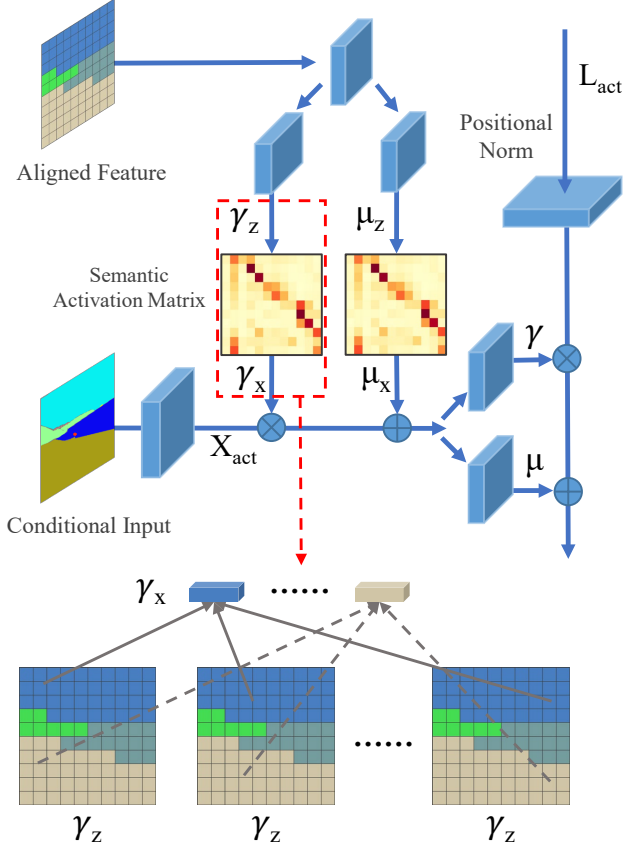 L_act
Positional
Norm
Aligned Feature
γ_z
μ_z
Semantic
Activation Matrix
γ_x
μ_x
γ
X_act
μ
Conditional Input
γ_x
......
......
γ_z
γ_z
γ_z